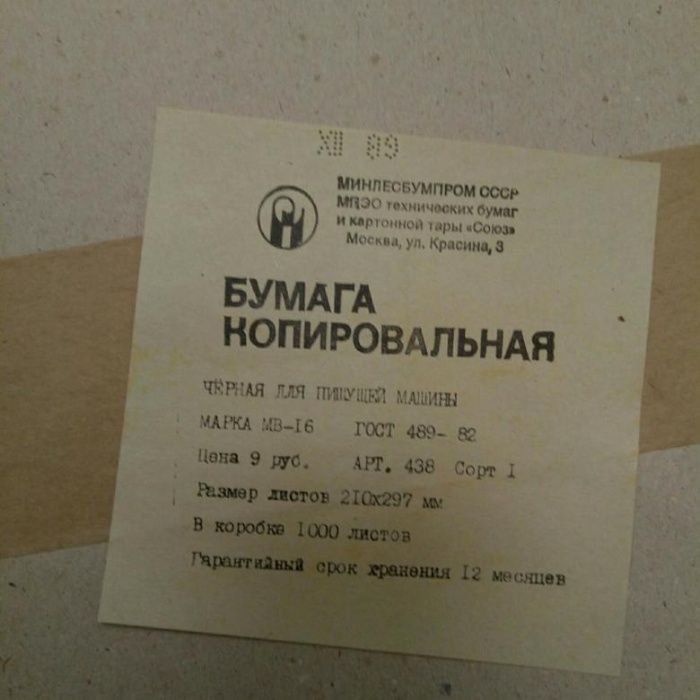 XII 89
МИНЛЕСБУМПРОМ СССР
МПЭО технических бумаг
и картонной тары «Союз»
Москва, ул. Красина, 3
БУМАГА
КОПИРОВАЛЬНАЯ
ЧЁРНАЯ ДЛЯ ПИШУЩЕЙ МАШИНЫ
МАРКА МВ-I6 ГОСТ 489- 82
Цена 9 руб. АРТ. 438 Сорт I
Размер листов 210х297 мм
В коробке 1000 листов
Гарантийный срок хранения I2 месяцев